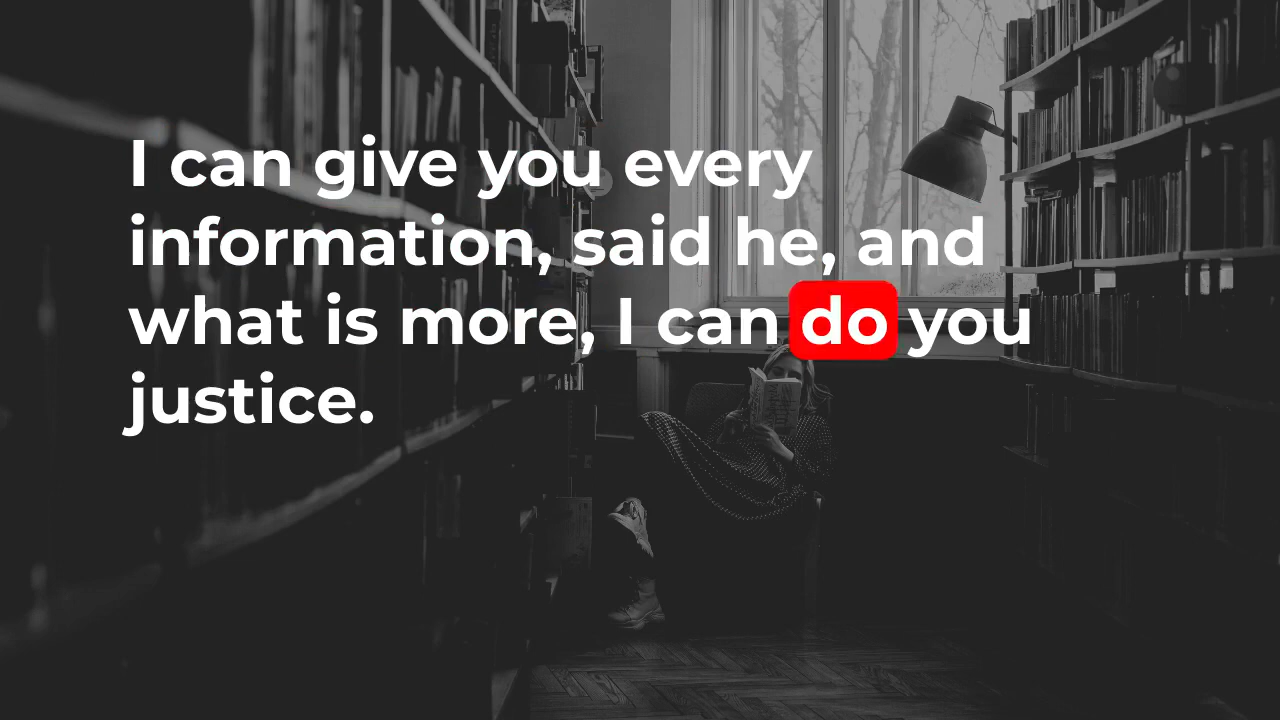 I can give you every
information, said he, and
what is more, I can do you
justice.